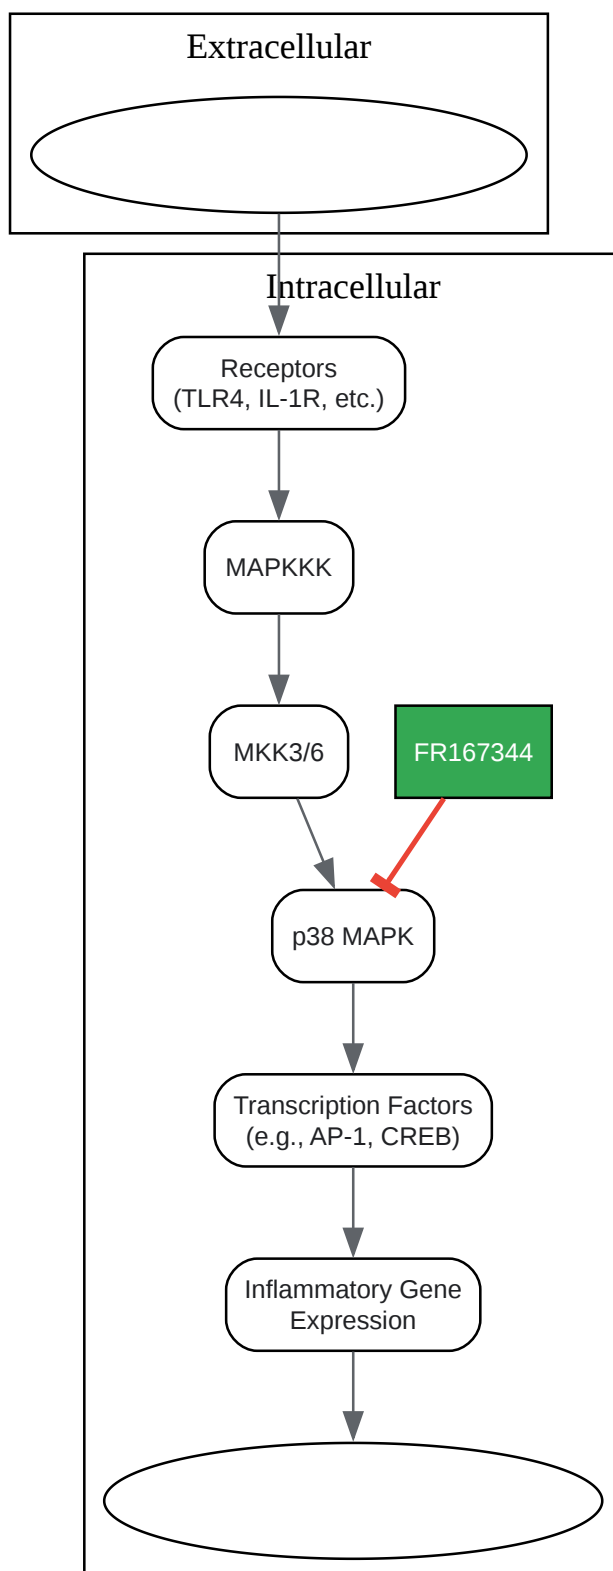 Extracellular
Intracellular
Receptors
(TLR4, IL-1R, etc.)
MAPKKK
MKK3/6
FR167344
p38 MAPK
Transcription Factors
(e.g., AP-1, CREB)
Inflammatory Gene
Expression